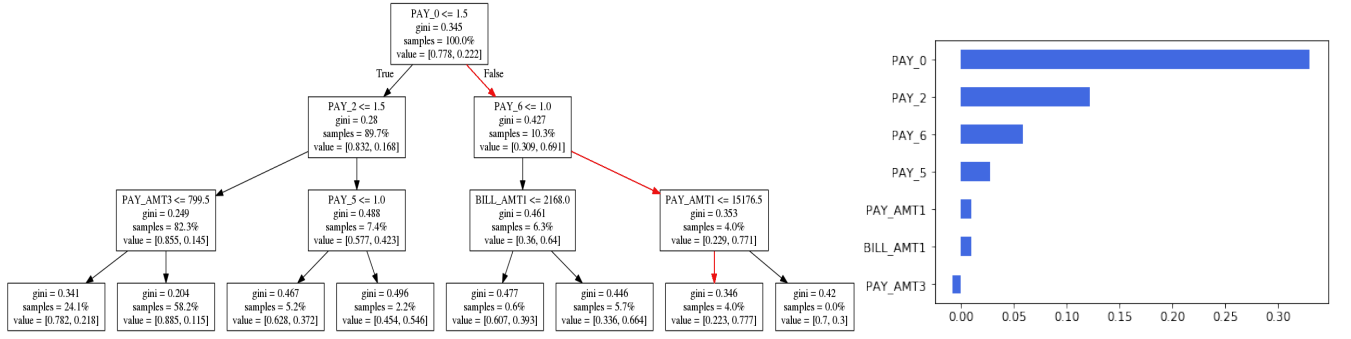 PAY_0 <= 1.5
gini = 0.345
samples = 100.0%
value = [0.778, 0.222]
True
False
PAY_2 <= 1.5
gini = 0.28
samples = 89.7%
value = [0.832, 0.168]
PAY_6 <= 1.0
gini = 0.427
samples = 10.3%
value = [0.309, 0.691]
PAY_AMT3 <= 799.5
gini = 0.249
samples = 82.3%
value = [0.855, 0.145]
PAY_5 <= 1.0
gini = 0.488
samples = 7.4%
value = [0.577, 0.423]
BILL_AMT1 <= 2168.0
gini = 0.461
samples = 6.3%
value = [0.36, 0.64]
PAY_AMT1 <= 15176.5
gini = 0.353
samples = 4.0%
value = [0.229, 0.771]
gini = 0.341
samples = 24.1%
value = [0.782, 0.218]
gini = 0.204
samples = 58.2%
value = [0.885, 0.115]
gini = 0.467
samples = 5.2%
value = [0.628, 0.372]
gini = 0.496
samples = 2.2%
value = [0.454, 0.546]
gini = 0.477
samples = 0.6%
value = [0.607, 0.393]
gini = 0.446
samples = 5.7%
value = [0.336, 0.664]
gini = 0.346
samples = 4.0%
value = [0.223, 0.777]
gini = 0.42
samples = 0.0%
value = [0.7, 0.3]
PAY_0
PAY_2
PAY_6
PAY_5
PAY_AMT1
BILL_AMT1
PAY_AMT3
0.00 0.05 0.10 0.15 0.20 0.25 0.30